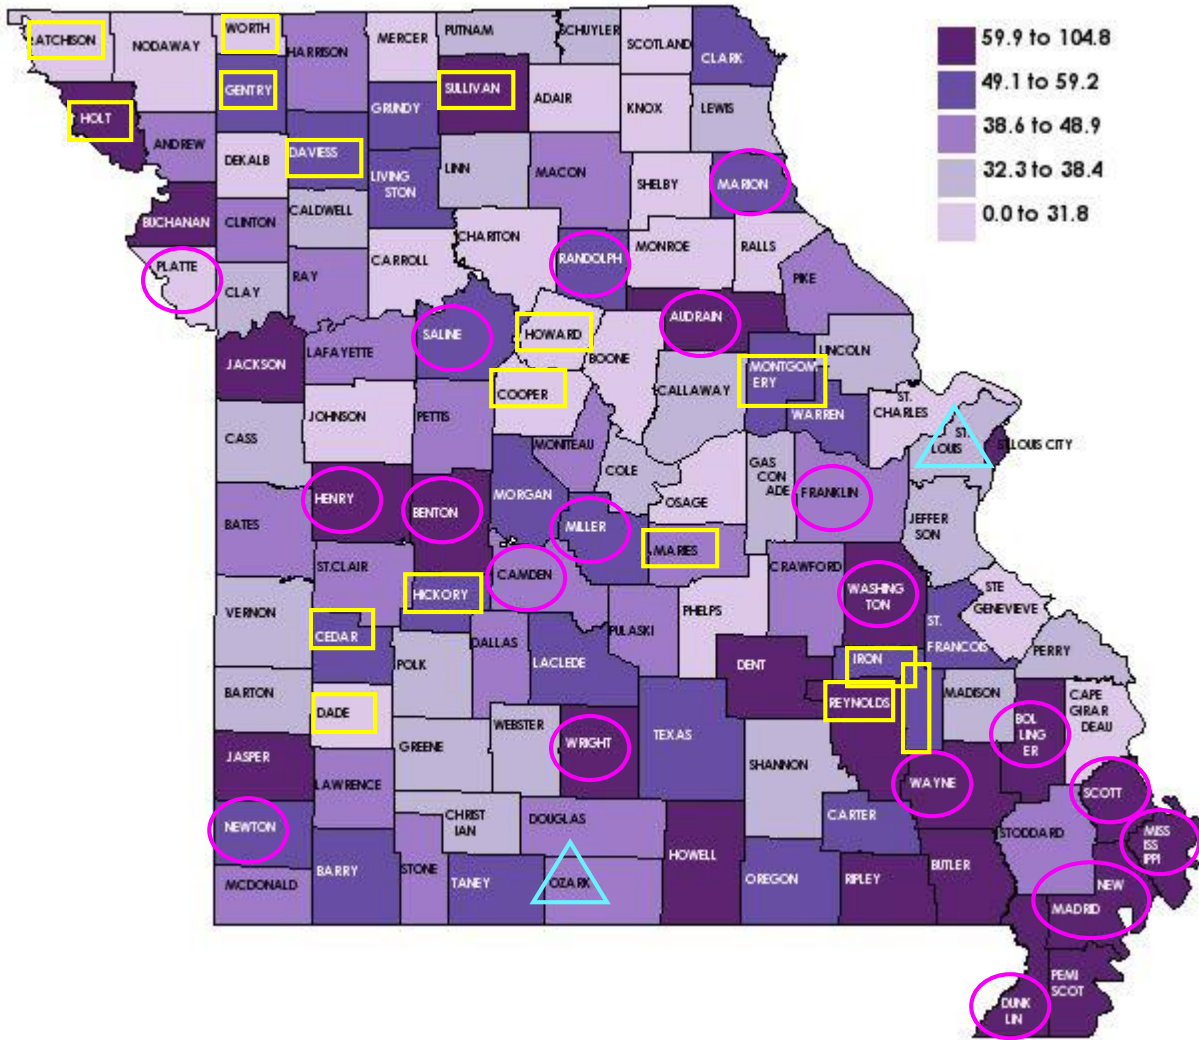 ATCHISON
NODAWAY
WORTH
HARRISON
MERCER
PUTNAM
SCHUYLER
SCOTLAND
CLARK
59.9 to 104.8
49.1 to 59.2
38.6 to 48.9
32.3 to 38.4
0.0 to 31.8
HOLT
GENTRY
GRUNDY
SULLIVAN
ADAIR
KNOX
LEWIS
ANDREW
DEKALB
DAVIESS
LIVING
STON
LINN
MACON
SHELBY
MARION
BUCHANAN
CLINTON
CALDWELL
CHARITON
RANDOLPH
MONROE
RALLS
PLATTE
CLAY
RAY
CARROLL
PIKE
SALINE
HOWARD
AUDRAIN
JACKSON
LAFAYETTE
BOONE
LINCOLN
MONTGOM
ERY
COOPER
CALLAWAY
WARREN
ST.
CHARLES
JOHNSON
PETTIS
CASS
MONITEAU
ST.
LOUIS
ST.LOUIS CITY
COLE
GAS
CON
ADE
HENRY
BENTON
MORGAN
OSAGE
FRANKLIN
BATES
MILLER
JEFFER
SON
MARIES
ST.CLAIR
CAMDEN
CRAWFORD
WASHING
TON
STE
GENEVIEVE
VERNON
HICKORY
PHELPS
CEDAR
DALLAS
PULASKI
ST.
FRANCOIS
PERRY
POLK
LACLEDE
DENT
IRON
BARTON
DADE
REYNOLDS
MADISON
CAPE
GIRAR
DEAU
BOL
LING
ER
WEBSTER
GREENE
WRIGHT
TEXAS
JASPER
SHANNON
LAWRENCE
WAYNE
SCOTT
NEWTON
CHRIST
IAN
DOUGLAS
CARTER
STODDARD
MISS
ISS
IPPI
MCDONALD
BARRY
STONE
TANEY
OZARK
HOWELL
OREGON
RIPLEY
BUTLER
NEW
MADRID
PEMI
SCOT
DUNK
LIN